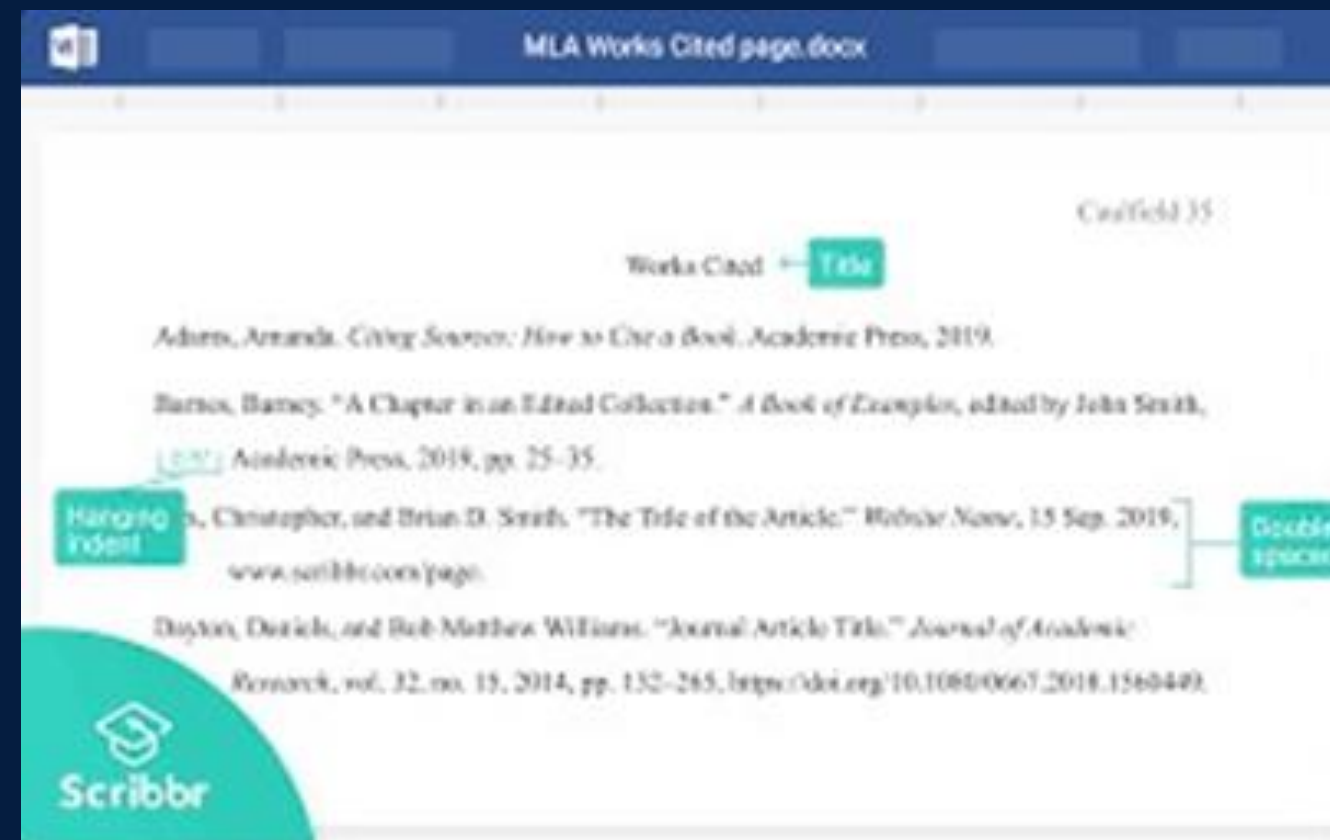 MLA Works Cited page.docx
Caulfield 35
Works Cited
Title
Adams, Amanda. Citing Sources: How to Cite a Book. Academic Press, 2019.
Barnes, Barney. “A Chapter in an Edited Collection.” A Book of Examples, edited by John Smith,
Academic Press, 2019, pp. 25–35.
Hanging
indent
Christopher, and Brian D. Smith. “The Title of the Article.” Website Name, 15 Sep. 2019,
www.scribbr.com/page.
Double
Dayton, and Bob Matthew Williams. “Journal Article Title.” Journal of Academic
Research, vol. 32, no. 15, 2014, pp.
Scribbr